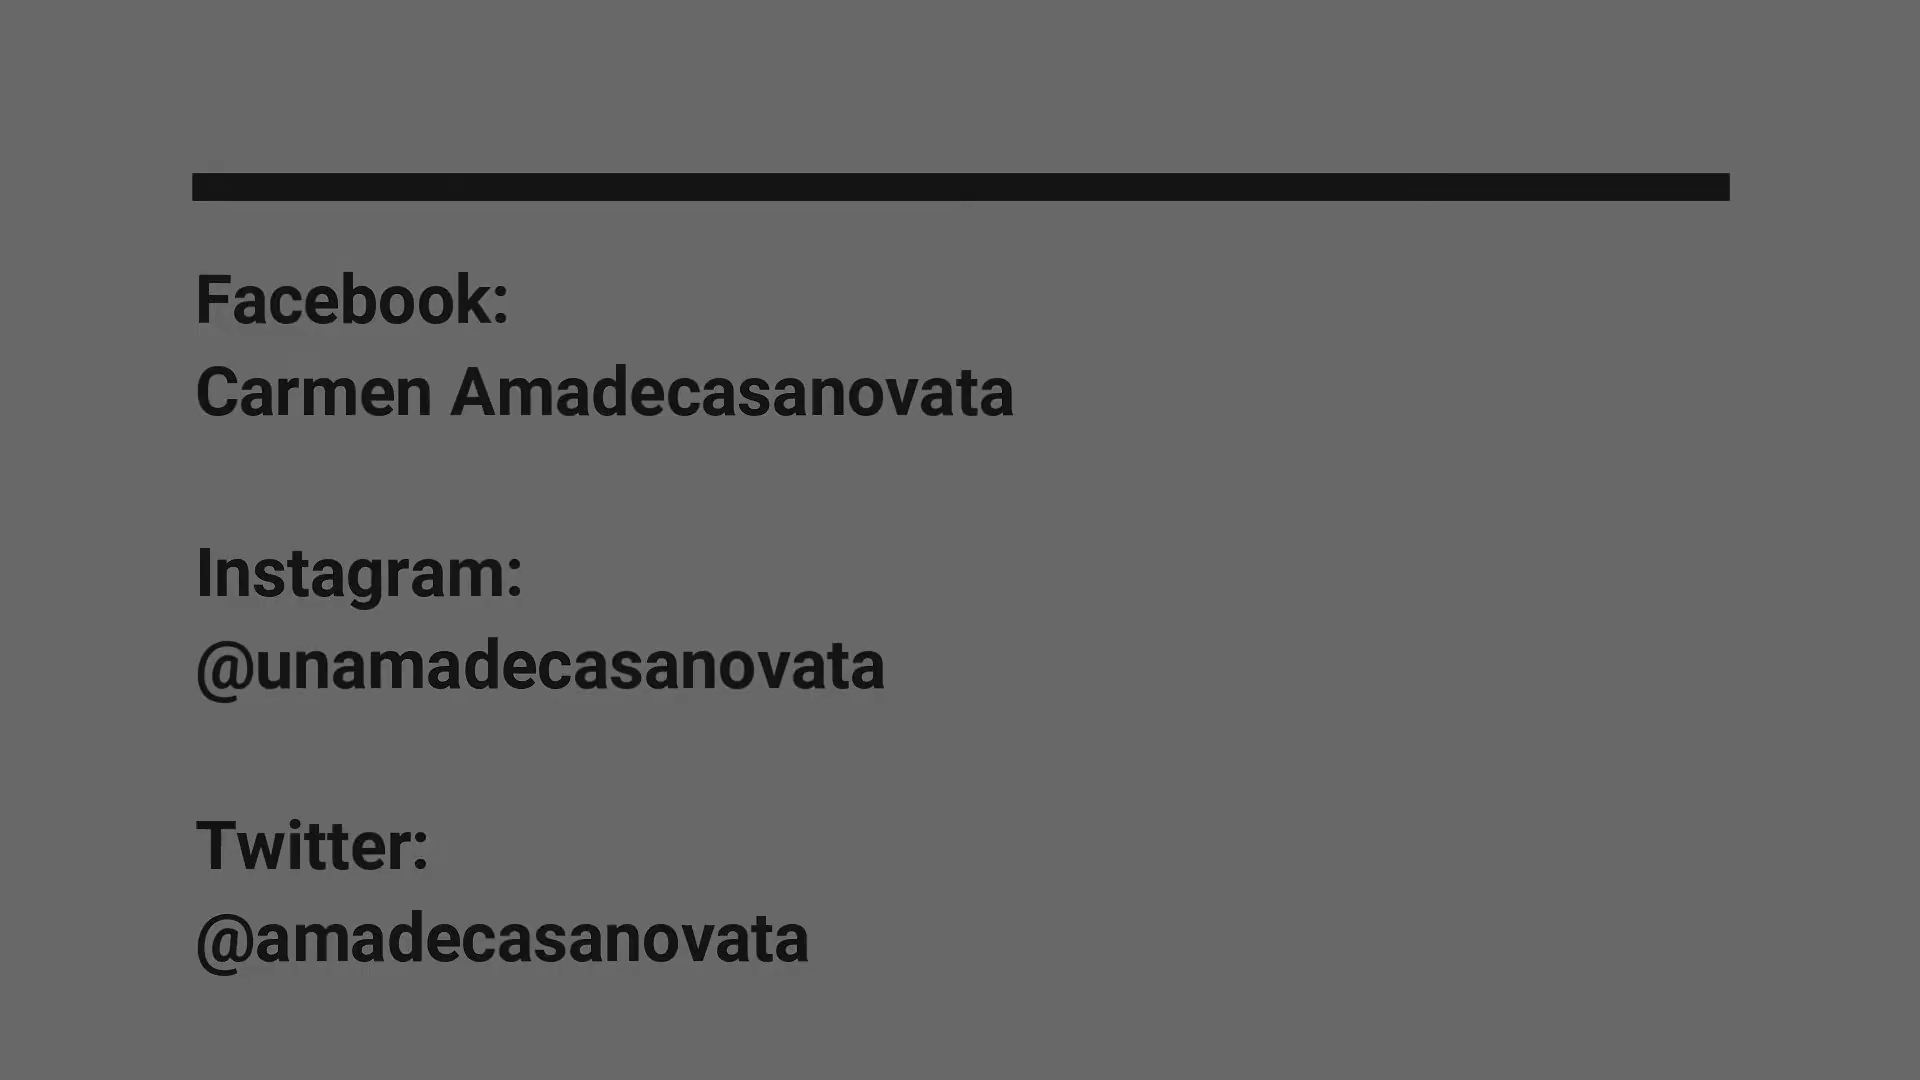 Facebook:
Carmen Amadecasanovata
Instagram:
@unamadecasanovata
Twitter:
@amadecasanovata